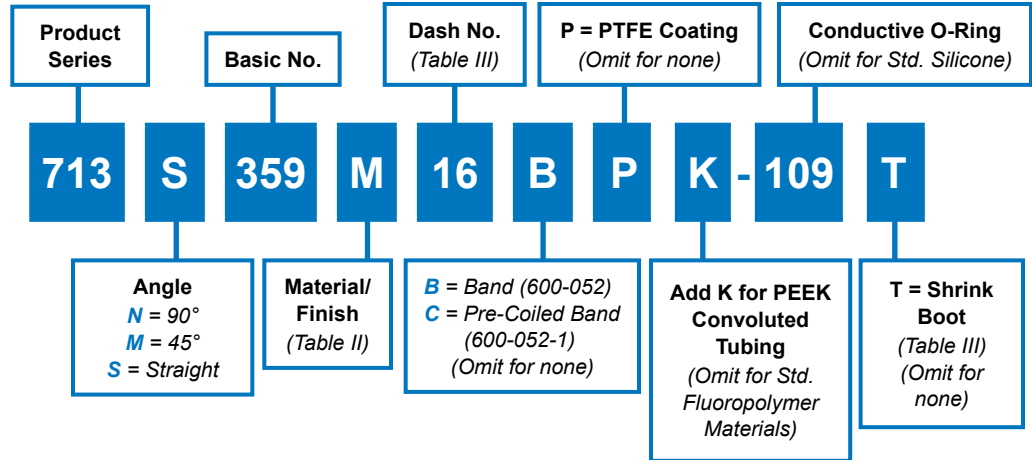 Product
Series
Basic No.
Dash No.
(Table III)
P = PTFE Coating
(Omit for none)
Conductive O-Ring
(Omit for Std. Silicone)
713 S 359 M 16 B P K - 109 T
Angle
N = 90°
M = 45°
S = Straight
Material/
Finish
(Table II)
B = Band (600-052)
C = Pre-Coiled Band
(600-052-1)
(Omit for none)
Add K for PEEK
Convoluted
Tubing
(Omit for Std.
Fluoropolymer
Materials)
T = Shrink
Boot
(Table III)
(Omit for
none)